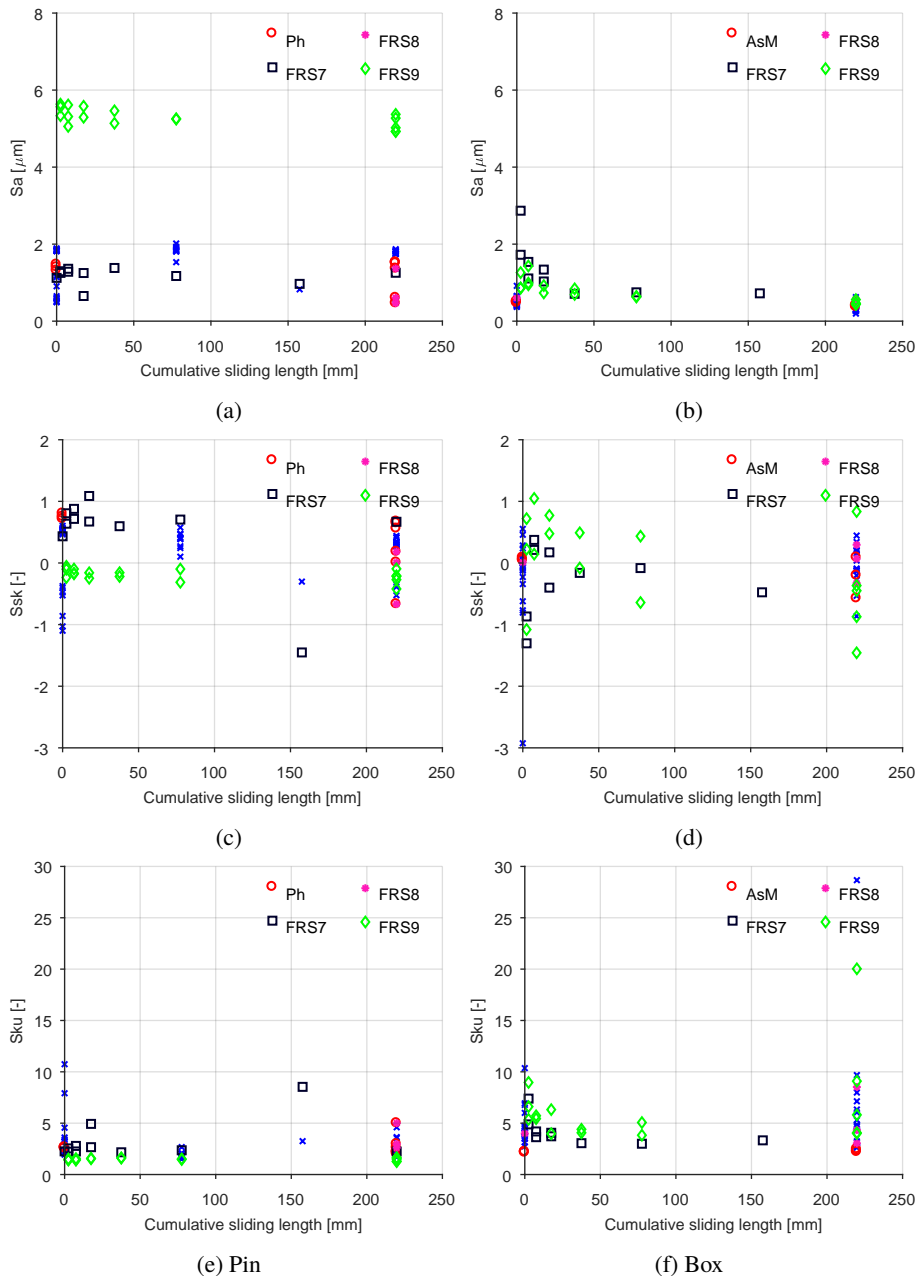 8
6
4
2
0
Sa [μm]
Ph
FRS8
FRS7
FRS9
0 50 100 150 200 250
Cumulative sliding length [mm]
(a)
8
6
4
2
0
Sa [μm]
AsM
FRS8
FRS7
FRS9
0 50 100 150 200 250
Cumulative sliding length [mm]
(b)
2
1
0
-1
-2
-3
Ssk [-]
Ph
FRS8
FRS7
FRS9
0 50 100 150 200 250
Cumulative sliding length [mm]
(c)
2
1
0
-1
-2
-3
Ssk [-]
AsM
FRS8
FRS7
FRS9
0 50 100 150 200 250
Cumulative sliding length [mm]
(d)
30
25
20
15
10
5
0
Sku [-]
Ph
FRS8
FRS7
FRS9
0 50 100 150 200 250
Cumulative sliding length [mm]
(e) Pin
30
25
20
15
10
5
0
Sku [-]
AsM
FRS8
FRS7
FRS9
0 50 100 150 200 250
Cumulative sliding length [mm]
(f) Box